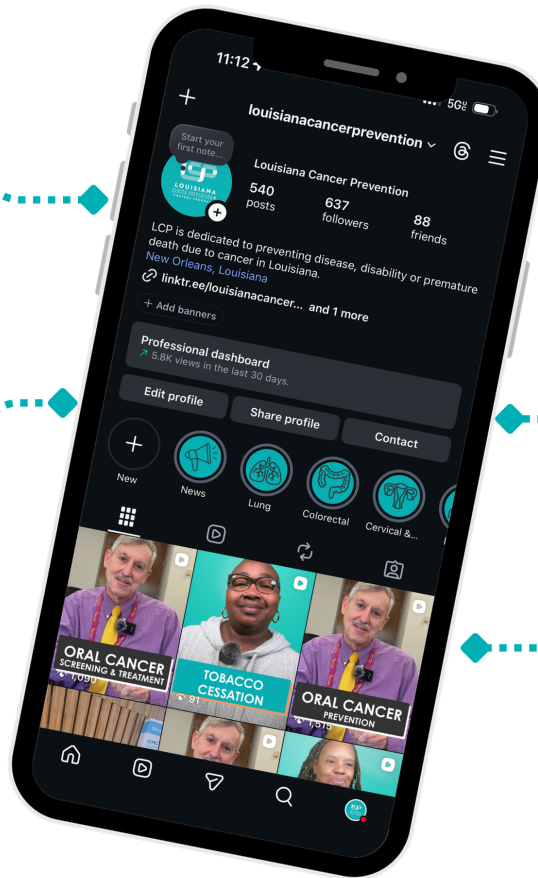 11:12
5G
louisianacancerprevention
Start your
first note...
LCP
LOUISIANA
CANCER PREVENTION
Louisiana Cancer Prevention
540
posts
637
followers
88
friends
LCP is dedicated to preventing disease, disability or premature
death due to cancer in Louisiana.
New Orleans, Louisiana
linktr.ee/louisianacancer... and 1 more
+ Add banners
Professional dashboard
5.8K views in the last 30 days.
Edit profile
Share profile
Contact
New
News
Lung
Colorectal
Cervical &...
ORAL CANCER
SCREENING & TREATMENT
1,090
TOBACCO
CESSATION
91
ORAL CANCER
PREVENTION
1,515